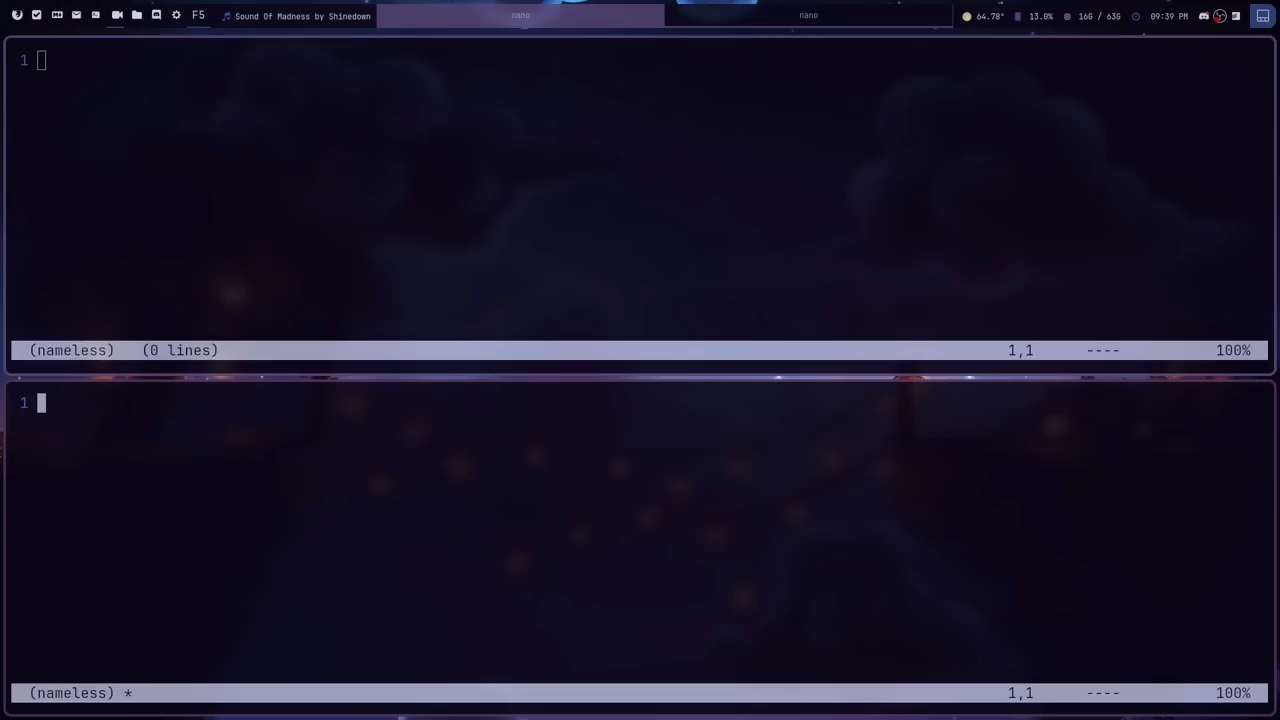 F5 Sound Of Madness by Shinedown nano nano 64.78° 13.0% 16G / 63G 09:39 PM
1
(nameless) (0 lines) 1,1 ---- 100%
1
(nameless) * 1,1 ---- 100%